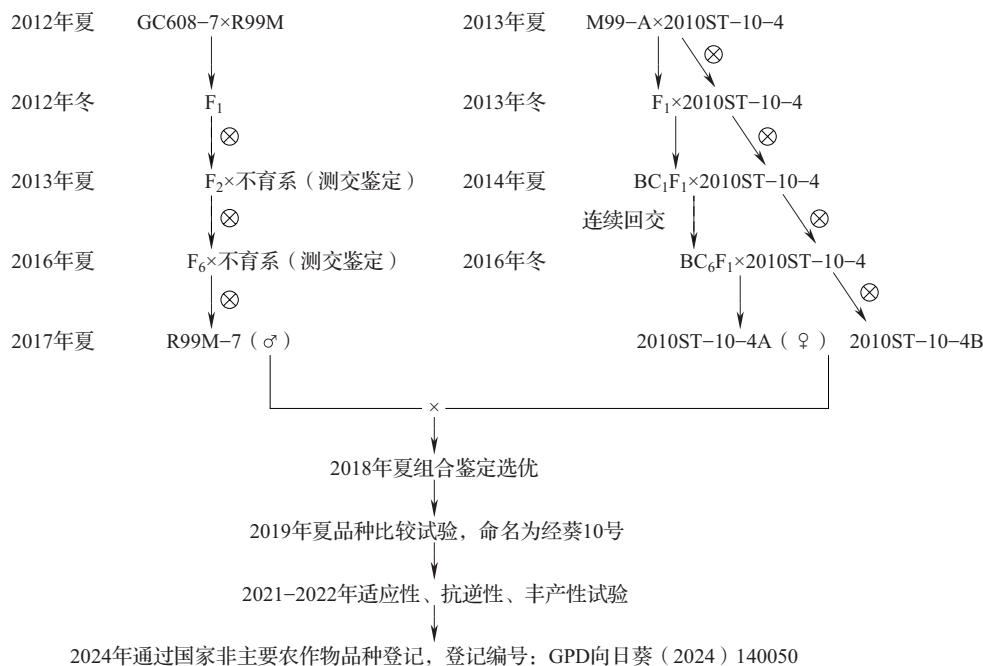 2012年夏 GC608-7×R99M 2013年夏 M99-A×2010ST-10-4
⊗
2012年冬 F₁ 2013年冬 F₁×2010ST-10-4
⊗ ⊗
2013年夏 F₂×不育系（测交鉴定） 2014年夏 BC₁F₁×2010ST-10-4
⊗ 连续回交 ⊗
2016年夏 F₆×不育系（测交鉴定） 2016年冬 BC₆F₁×2010ST-10-4
⊗ ⊗
2017年夏 R99M-7（♂） 2010ST-10-4A（♀） 2010ST-10-4B
×
2018年夏组合鉴定选优
2019年夏品种比较试验，命名为经葵10号
2021-2022年适应性、抗逆性、丰产性试验
2024年通过国家非主要农作物品种登记，登记编号：GPD向日葵（2024）140050